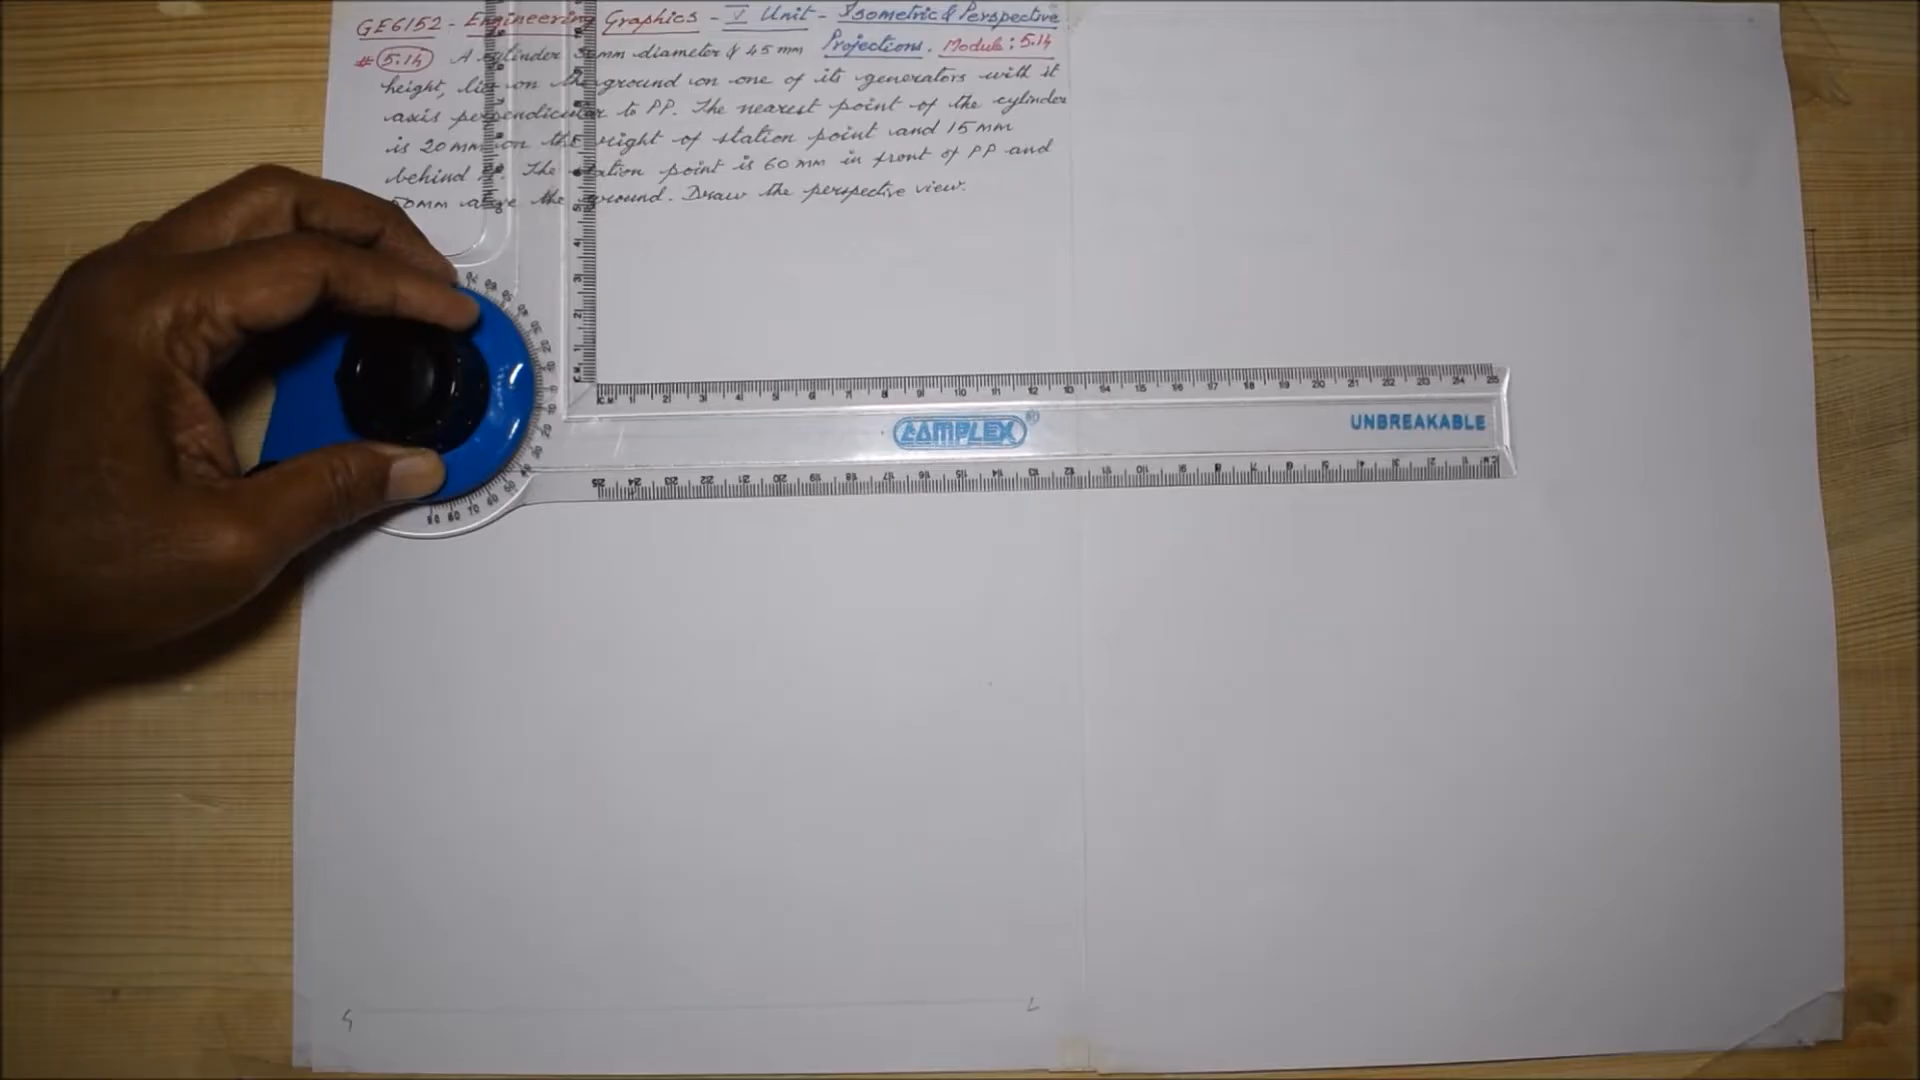 GE6152 - Engineering Graphics - V Unit - Isometric & Perspective
Projections. Module: 5.14
# 5.14 A cylinder mm diameter & 45 mm
height, lies on the ground on one of its generators with it
axis perpendicular to PP. The nearest point of the cylinder
is 20 mm on the right of station point and 15 mm
behind The station point is 60 mm in front of PP and
50mm above the ground. Draw the perspective view.
CAMPLEX
UNBREAKABLE